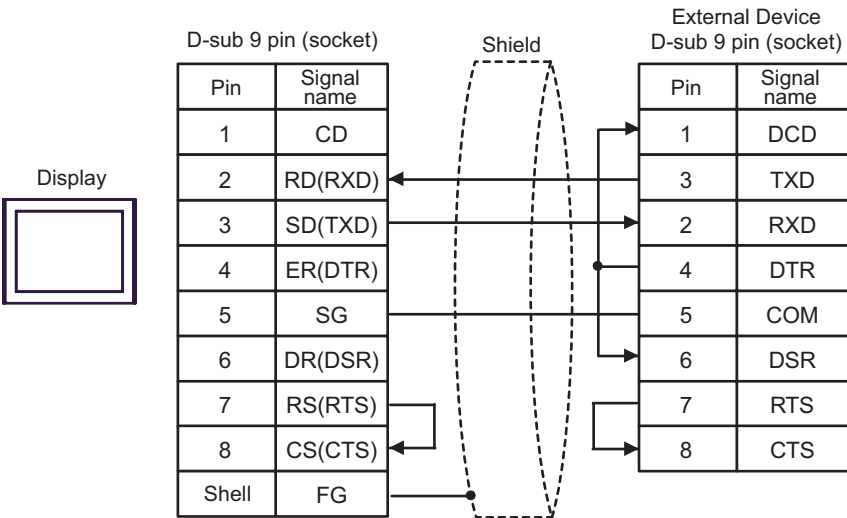 External Device
D-sub 9 pin (socket)
Shield
D-sub 9 pin (socket)
Pin Signal name
Pin Signal name
1 CD
1 DCD
Display
2 RD(RXD)
3 TXD
3 SD(TXD)
2 RXD
4 ER(DTR)
4 DTR
5 SG
5 COM
6 DR(DSR)
6 DSR
7 RS(RTS)
7 RTS
8 CS(CTS)
8 CTS
Shell FG